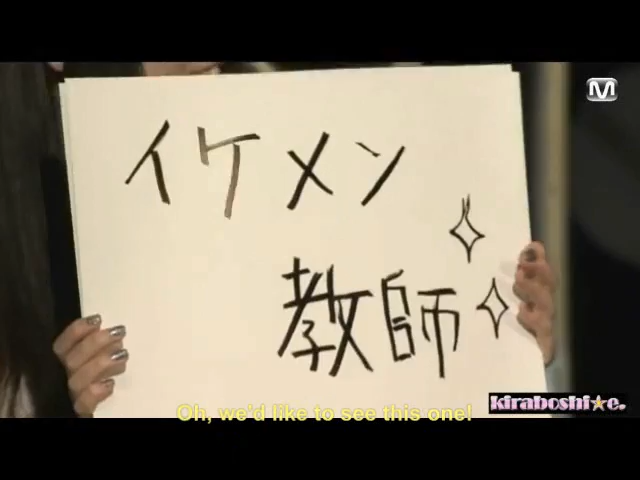 M
イケメン
教師
Oh, we'd like to see this one!
kiraboshi★e.